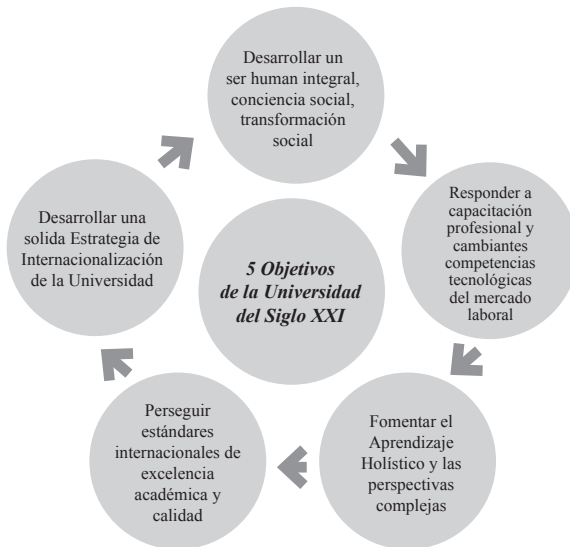 Desarrollar un
ser human integral,
conciencia social,
transformación
social
Responder a
capacitación
profesional y
cambiantes
competencias
tecnológicas
del mercado
laboral
Fomentar el
Aprendizaje
Holístico y las
perspectivas
complejas
Perseguir
estándares
internacionales de
excelencia
académica y
calidad
Desarrollar una
solida Estrategia de
Internacionalización
de la Universidad
5 Objetivos
de la Universidad
del Siglo XXI